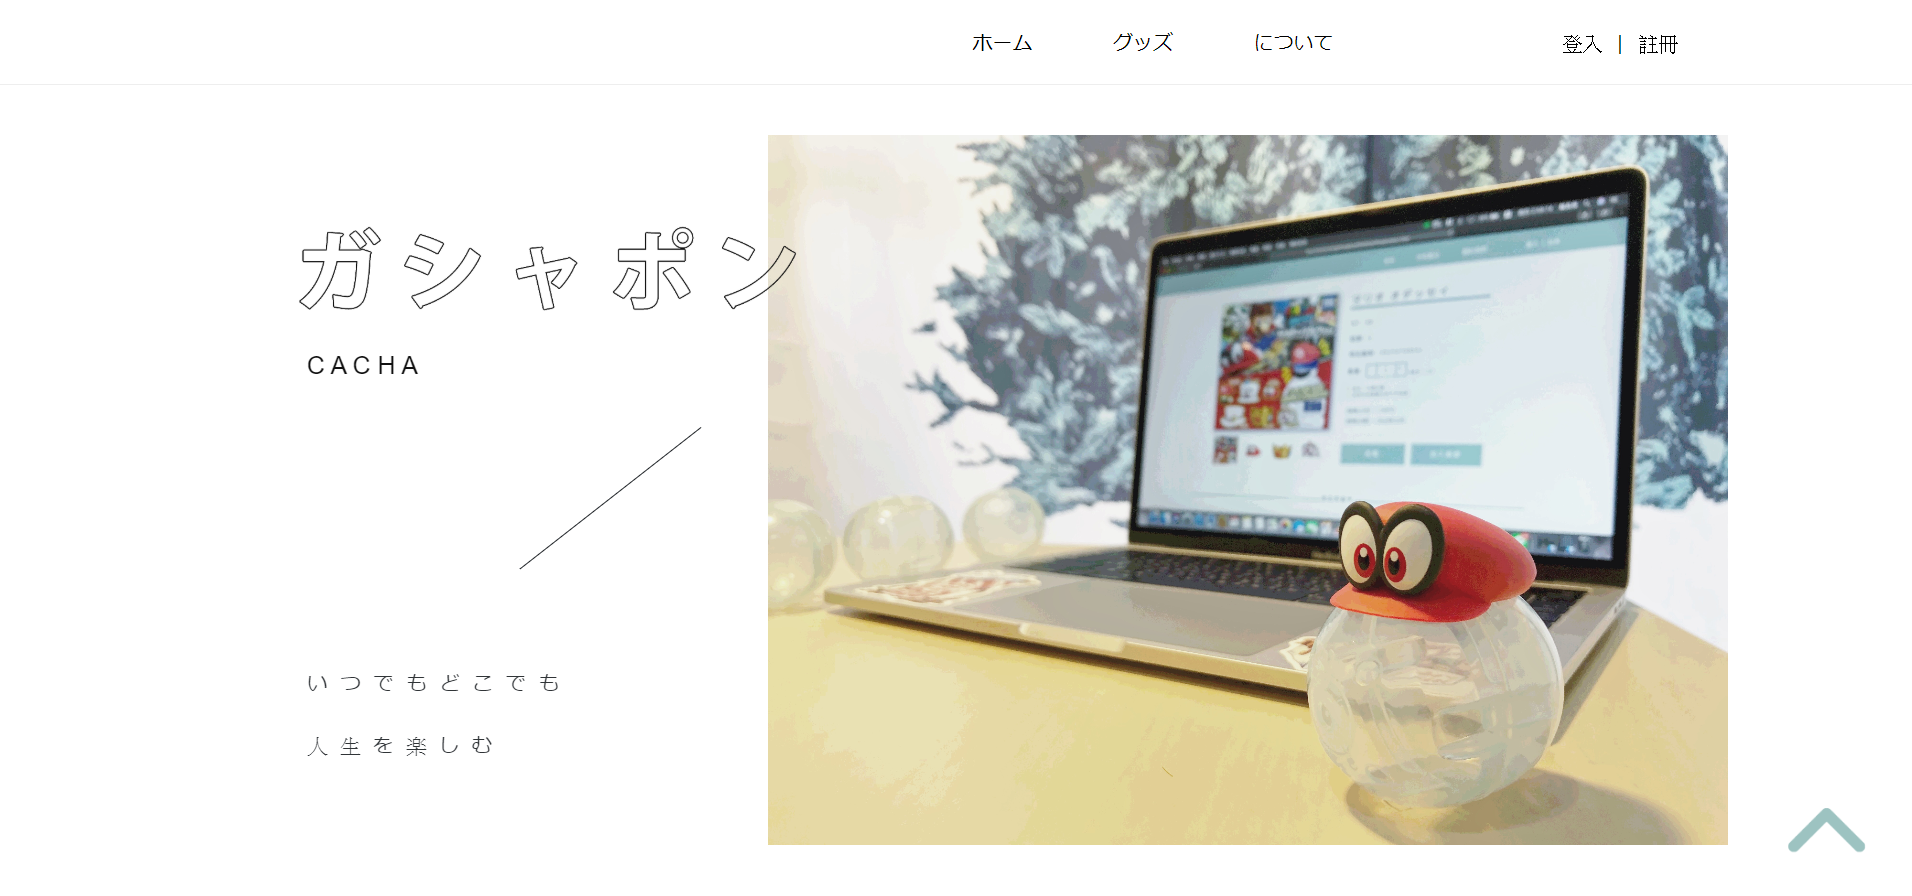 ホーム グッズ について 登入 | 註冊
ガシャポン
CACHA
いつでもどこでも
人生を楽しむ